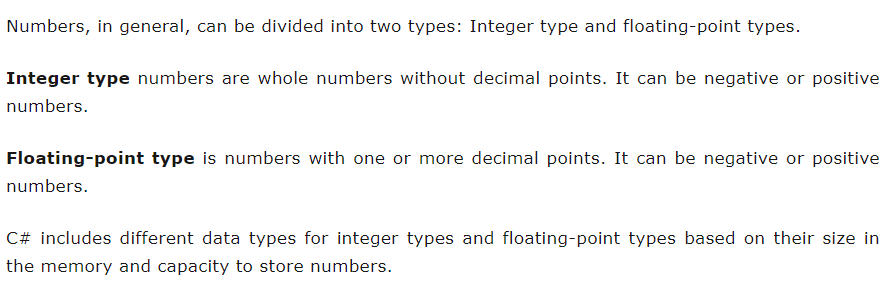 Numbers, in general, can be divided into two types: Integer type and floating-point types.
Integer type numbers are whole numbers without decimal points. It can be negative or positive
numbers.
Floating-point type is numbers with one or more decimal points. It can be negative or positive
numbers.
C# includes different data types for integer types and floating-point types based on their size in
the memory and capacity to store numbers.